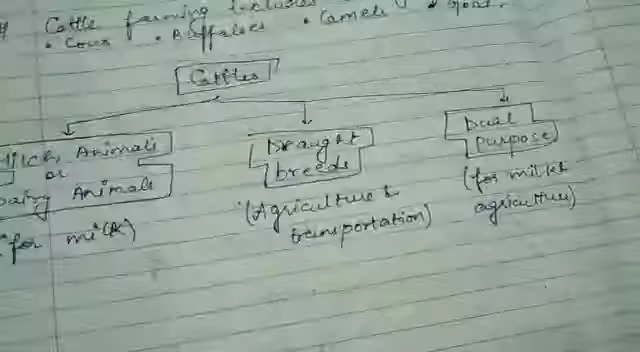 Cattle farming includes
• Cows • Buffaloes • Camels • goat.
Cattles
Milch Animals
or
Dairy Animals
for milk)
Draught
breeds
(Agriculture &
transportation)
Dual
purpose
(for milk &
agriculture)